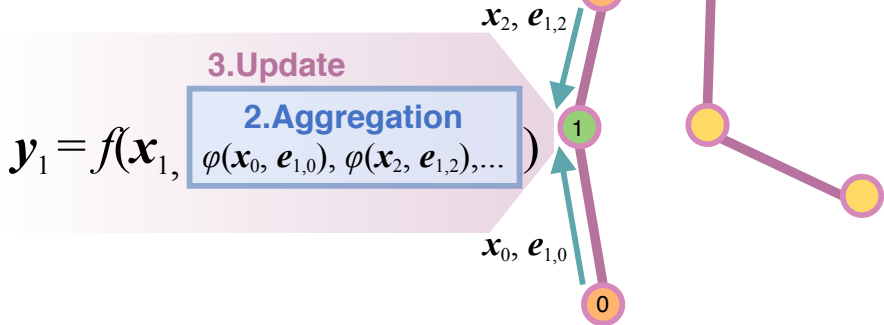 x₂, e₁,₂
3.Update
2.Aggregation
y₁ = f(x₁, φ(x₀, e₁,₀), φ(x₂, e₁,₂),... )
1
x₀, e₁,₀
0